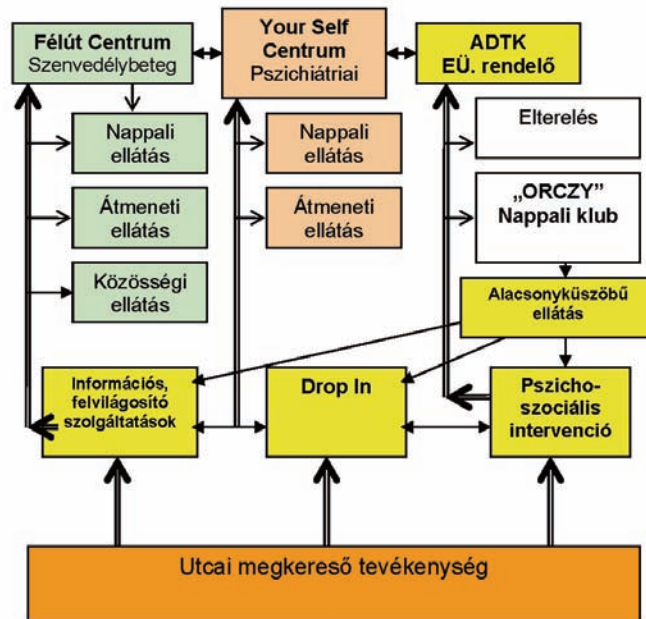 Félút Centrum
Szenvedélybeteg
Your Self
Centrum
Pszichiátriai
ADTK
EÜ. rendelő
Nappali
ellátás
Átmeneti
ellátás
Közösségi
ellátás
Nappali
ellátás
Átmeneti
ellátás
Elterelés
„ORCZY”
Nappali klub
Alacsonyküszöbű
ellátás
Információs,
felvilágosító
szolgáltatások
Drop In
Pszicho-
szociális
intervenció
Utcai megkereső tevékenység